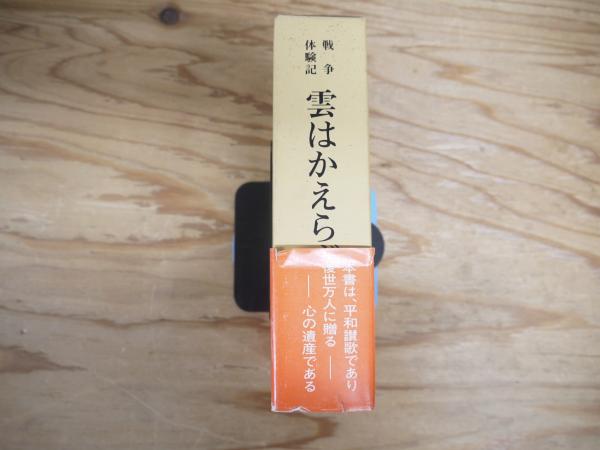 戦争
体験記
雲はかえらず
本書は、平和讃歌であり
後世万人に贈る——
——心の遺産である